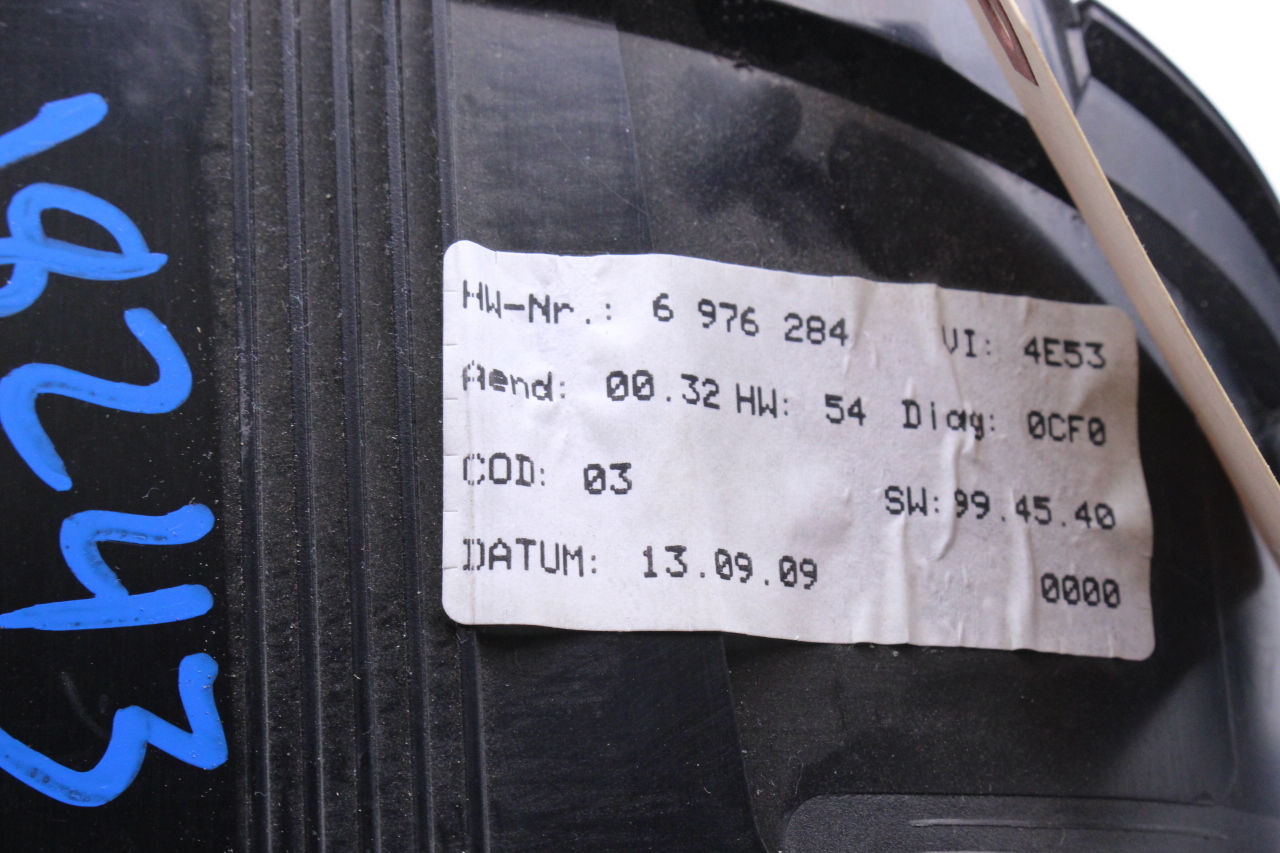 18243
HW-Nr.: 6 976 284 VI: 4E53
Aend: 00.32 HW: 54 Diag: 0CF0
COD: 03
SW: 99.45.40
DATUM: 13.09.09
0000